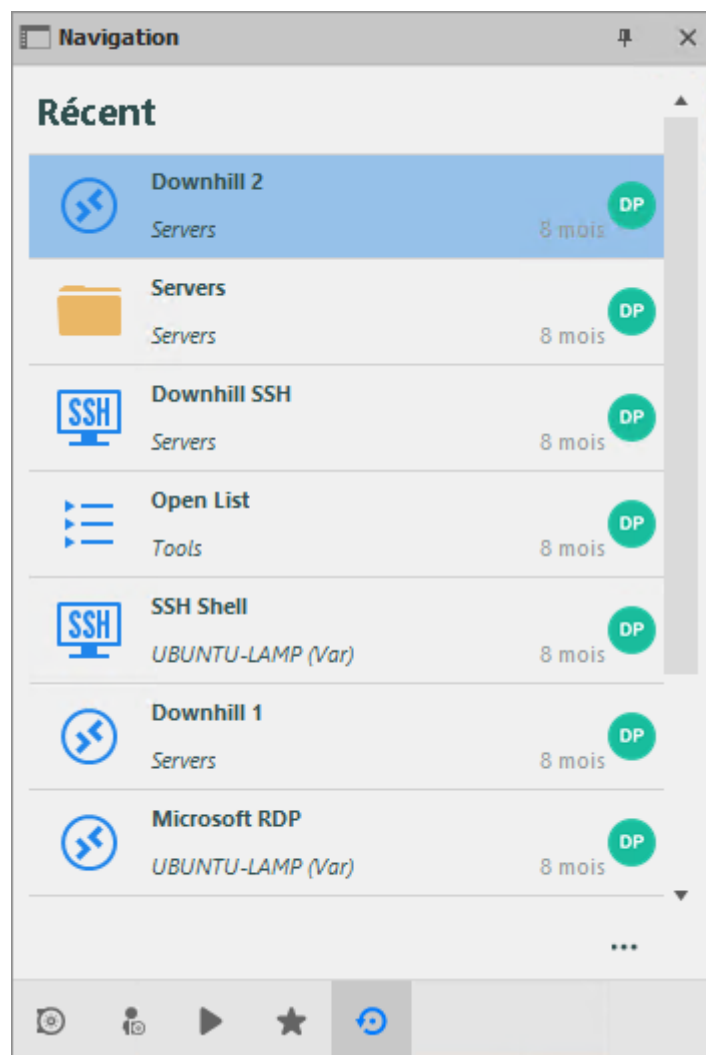 Navigation
Récent
Downhill 2
Servers
8 mois
DP
Servers
Servers
8 mois
DP
SSH
Downhill SSH
Servers
8 mois
DP
Open List
Tools
8 mois
DP
SSH
SSH Shell
UBUNTU-LAMP (Var)
8 mois
DP
Downhill 1
Servers
8 mois
DP
Microsoft RDP
UBUNTU-LAMP (Var)
8 mois
DP
...